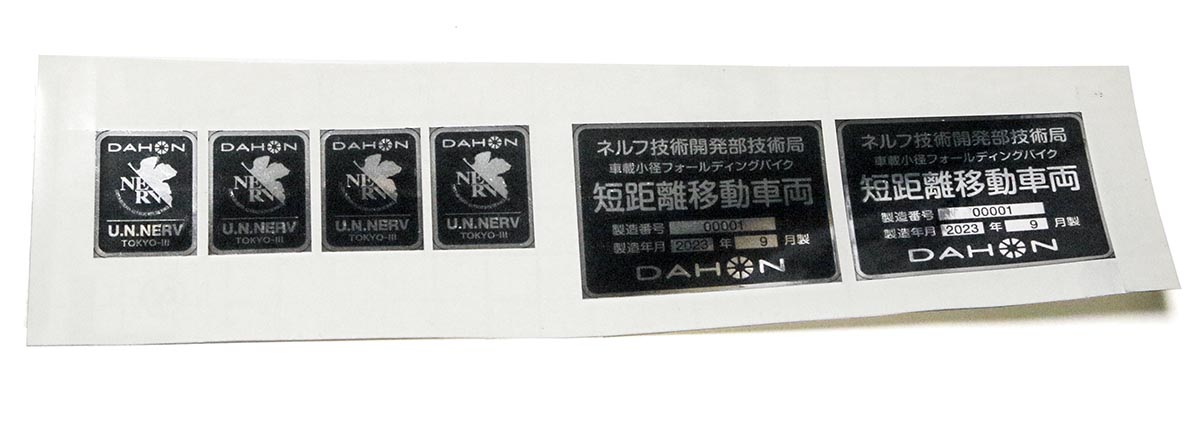 DAHON
NERV
U.N.NERV
TOKYO-III
DAHON
NERV
U.N.NERV
TOKYO-III
DAHON
NERV
U.N.NERV
TOKYO-III
DAHON
NERV
U.N.NERV
TOKYO-III
ネルフ技術開発部技術局
車載小径フォールディングバイク
短距離移動車両
製造番号 00001
製造年月 2023 年 9 月製
DAHON
ネルフ技術開発部技術局
車載小径フォールディングバイク
短距離移動車両
製造番号 00001
製造年月 2023 年 9 月製
DAHON